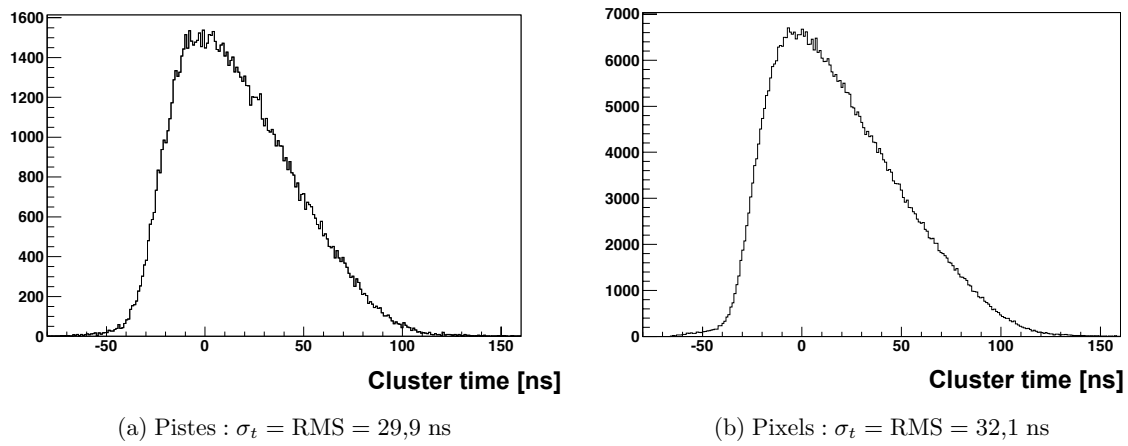 1600
1400
1200
1000
800
600
400
200
0
-50 0 50 100 150
Cluster time [ns]
(a) Pistes : σt = RMS = 29,9 ns
7000
6000
5000
4000
3000
2000
1000
0
-50 0 50 100 150
Cluster time [ns]
(b) Pixels : σt = RMS = 32,1 ns